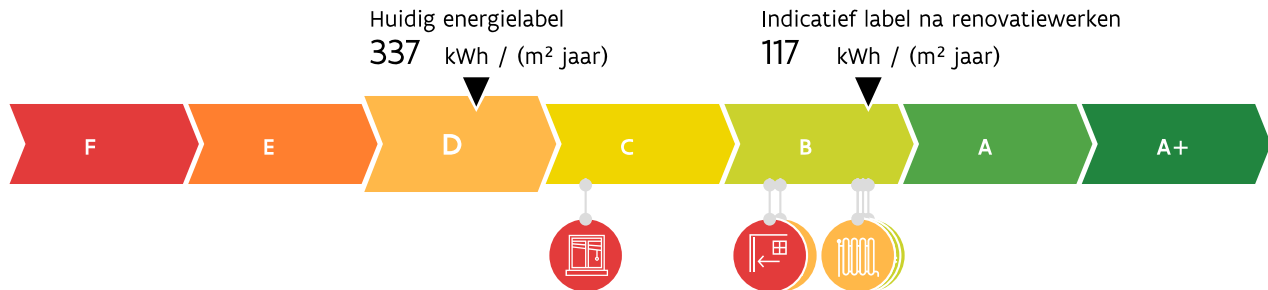 Huidig energielabel
337 kWh / (m² jaar)
Indicatief label na renovatiewerken
117 kWh / (m² jaar)
F E D C B A A+